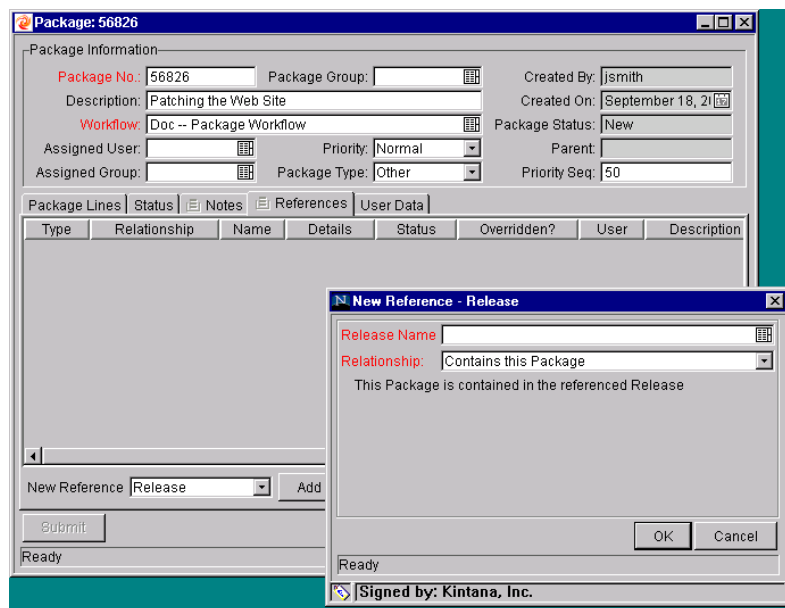 Package: 56826
Package Information
Package No.: 56826 Package Group: Created By: jsmith
Description: Patching the Web Site Created On: September 18, 2
Workflow: Doc -- Package Workflow Package Status: New
Assigned User: Priority: Normal Parent:
Assigned Group: Package Type: Other Priority Seq: 50
Package Lines Status Notes References User Data
Type Relationship Name Details Status Overridden? User Description
New Reference - Release
Release Name
Relationship: Contains this Package
This Package is contained in the referenced Release
New Reference Release Add
Submit
OK Cancel
Ready
Ready
Signed by: Kintana, Inc.